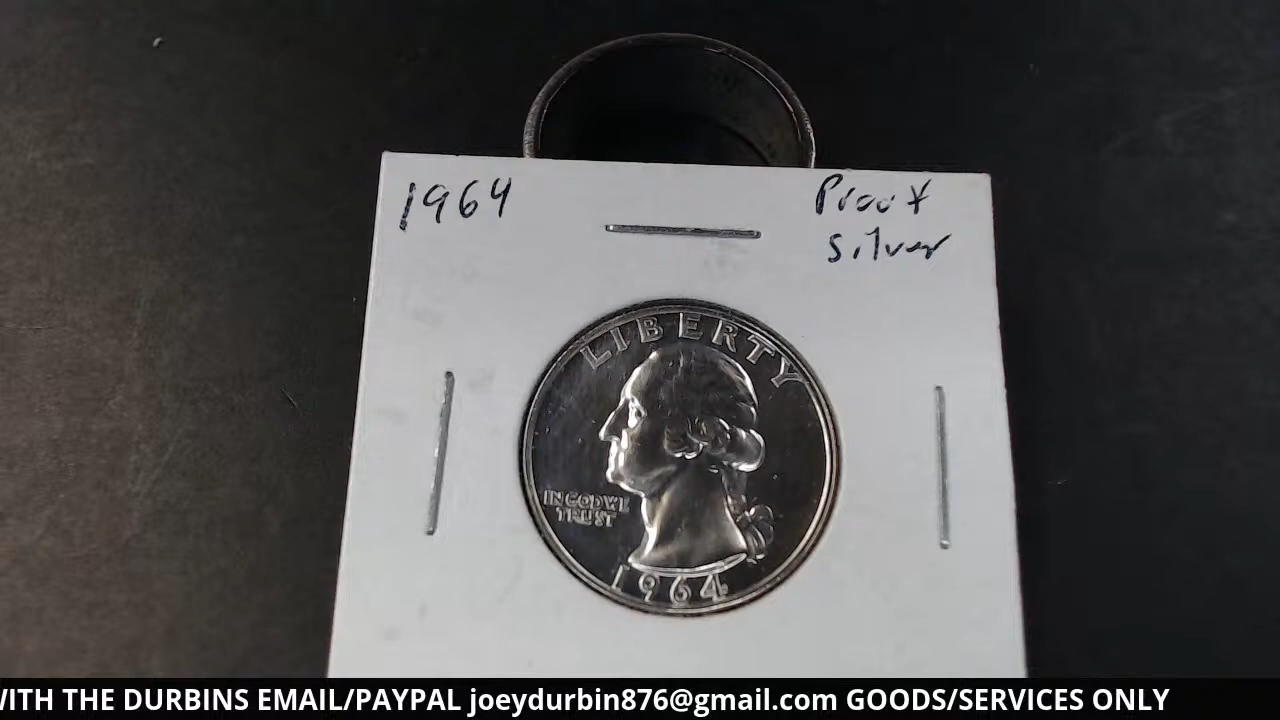 1964
Proof
Silver
LIBERTY
IN GOD WE
TRUST
1964
WITH THE DURBINS EMAIL/PAYPAL joeydurbin876@gmail.com GOODS/SERVICES ONLY